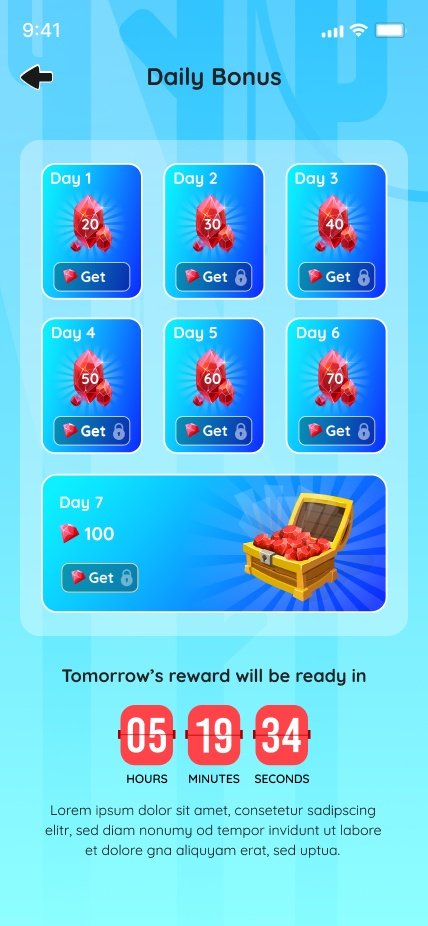 9:41
Daily Bonus
Day 1
20
Get
Day 2
30
Get
Day 3
40
Get
Day 4
50
Get
Day 5
60
Get
Day 6
70
Get
Day 7
100
Get
Tomorrow’s reward will be ready in
05 19 34
HOURS MINUTES SECONDS
Lorem ipsum dolor sit amet, consetetur sadipscing
elitr, sed diam nonumy od tempor invidunt ut labore
et dolore gna aliquyam erat, sed uptua.